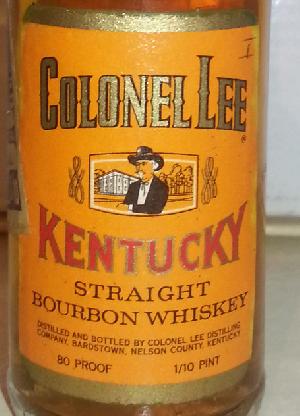 COLONEL LEE
®
KENTUCKY
STRAIGHT
BOURBON WHISKEY
DISTILLED AND BOTTLED BY COLONEL LEE DISTILLING
COMPANY, BARDSTOWN, NELSON COUNTY, KENTUCKY
80 PROOF 1/10 PINT